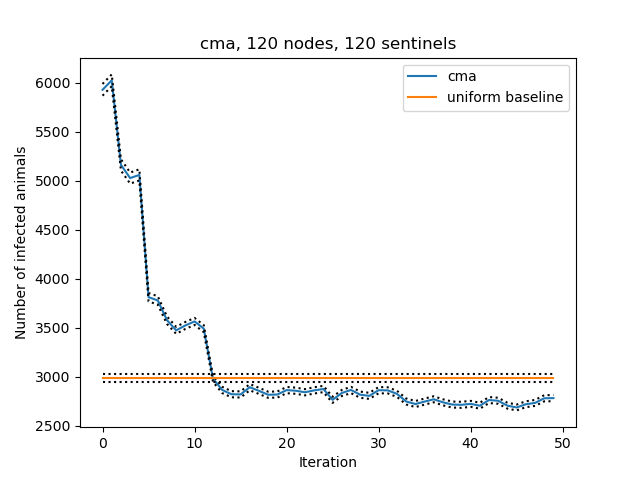 cma, 120 nodes, 120 sentinels
cma
uniform baseline
Number of infected animals
6000
5500
5000
4500
4000
3500
3000
2500
0 10 20 30 40 50
Iteration